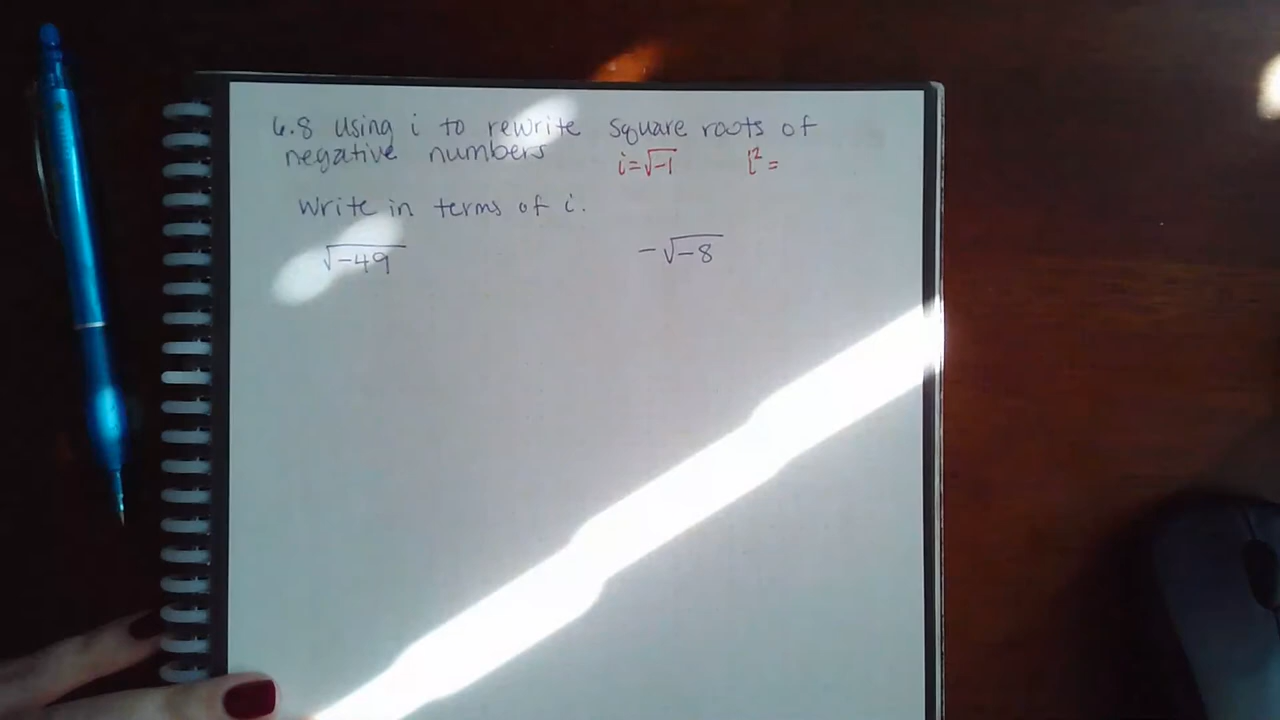 6.8 Using i to rewrite square roots of
negative numbers i=√-1 i²=
Write in terms of i.
√-49 -√-8